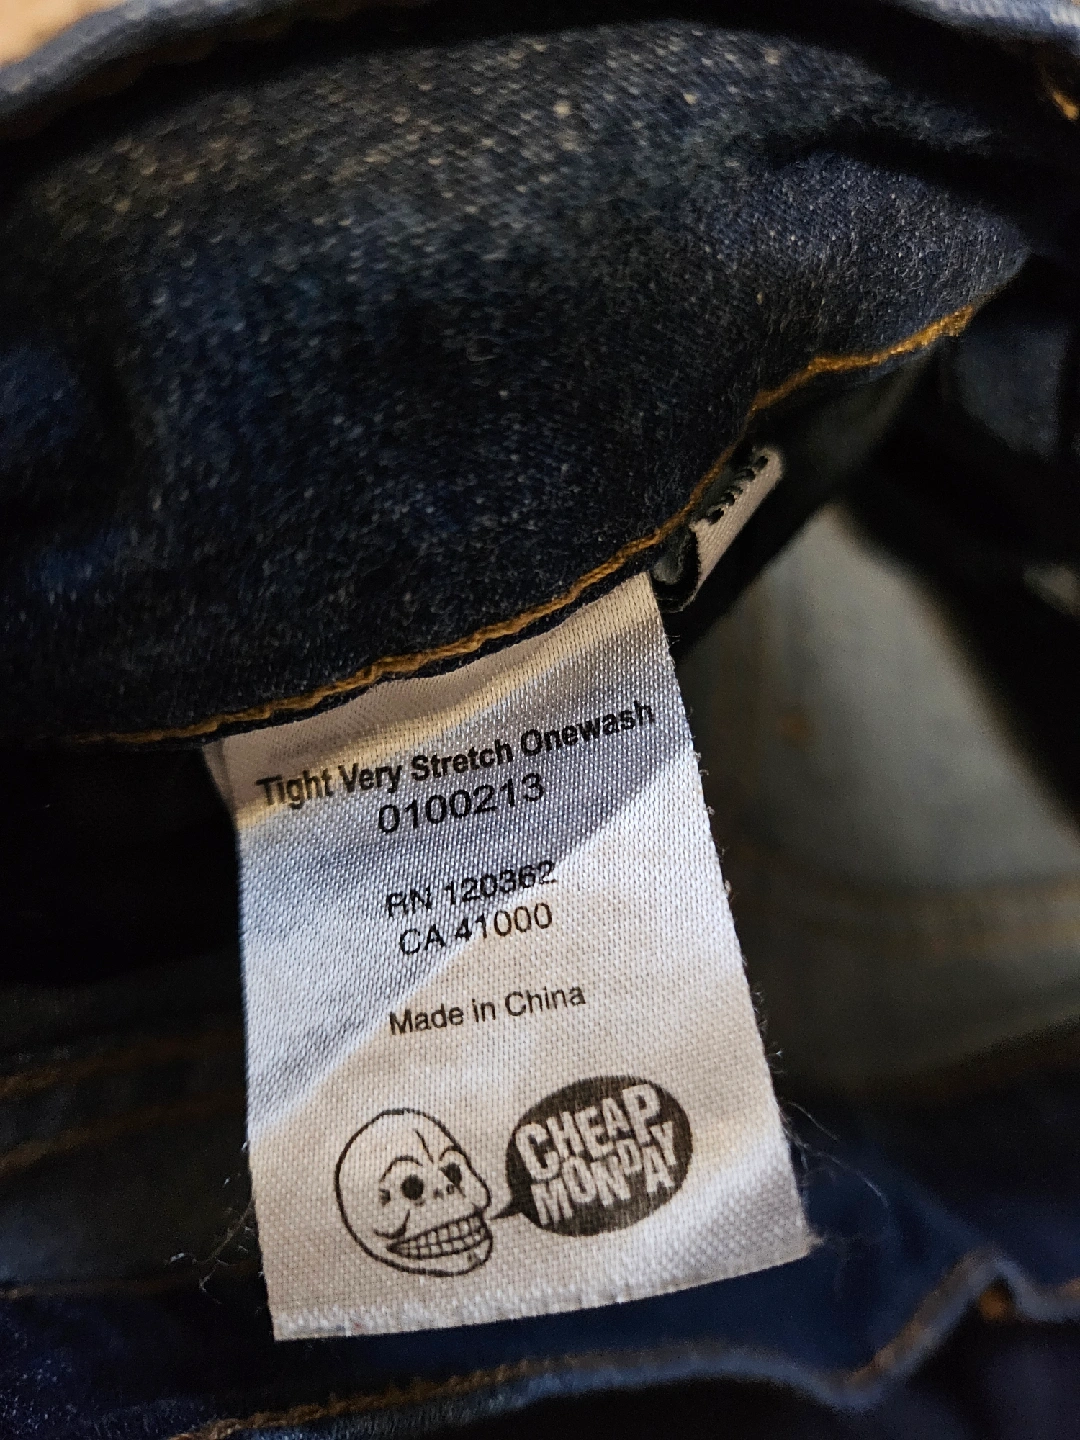 Tight Very Stretch Onewash
0100213
RN 120362
CA 41000
Made in China
CHEAP
MONDAY